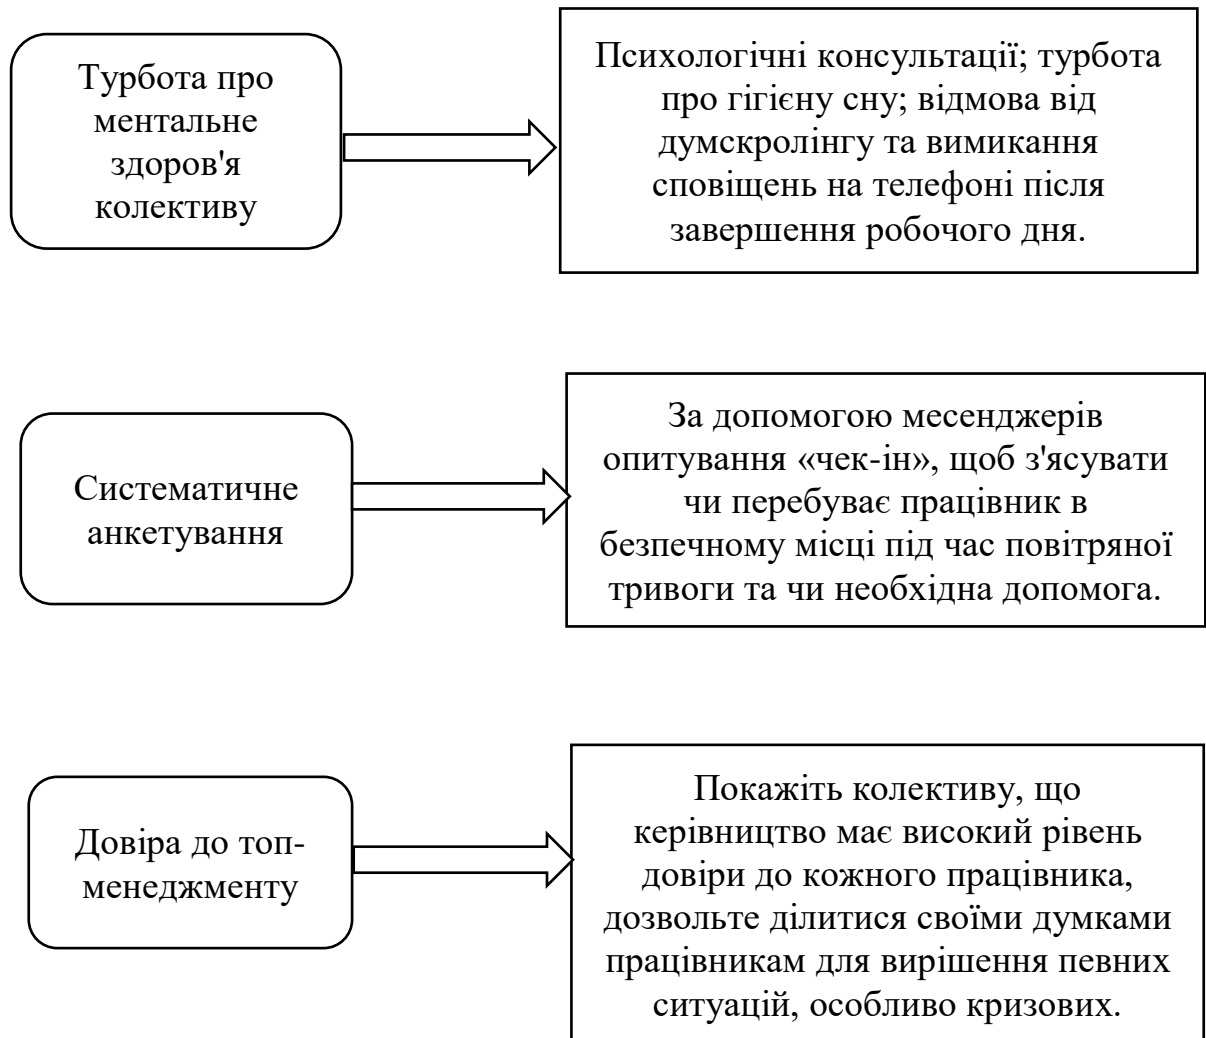 Турбота про
ментальне
здоров'я
колективу
Психологічні консультації; турбота
про гігієну сну; відмова від
думскролінгу та вимикання
сповіщень на телефоні після
завершення робочого дня.
Систематичне
анкетування
За допомогою месенджерів
опитування «чек-ін», щоб з'ясувати
чи перебуває працівник в
безпечному місці під час повітряної
тривоги та чи необхідна допомога.
Довіра до топ-
менеджменту
Покажіть колективу, що
керівництво має високий рівень
довіри до кожного працівника,
дозвольте ділитися своїми думками
працівникам для вирішення певних
ситуацій, особливо кризових.